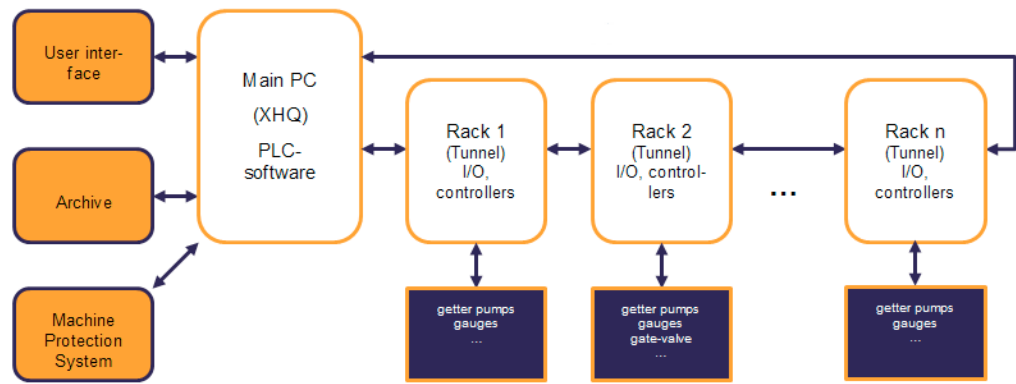 User inter-
face
Main PC
(XHQ)
PLC-
software
Archive
Machine
Protection
System
Rack 1
(Tunnel)
I/O,
controllers
Rack 2
(Tunnel)
I/O, control-
lers
...
Rack n
(Tunnel)
I/O,
controllers
getter pumps
gauges
...
getter pumps
gauges
gate-valve
...
getter pumps
gauges
...